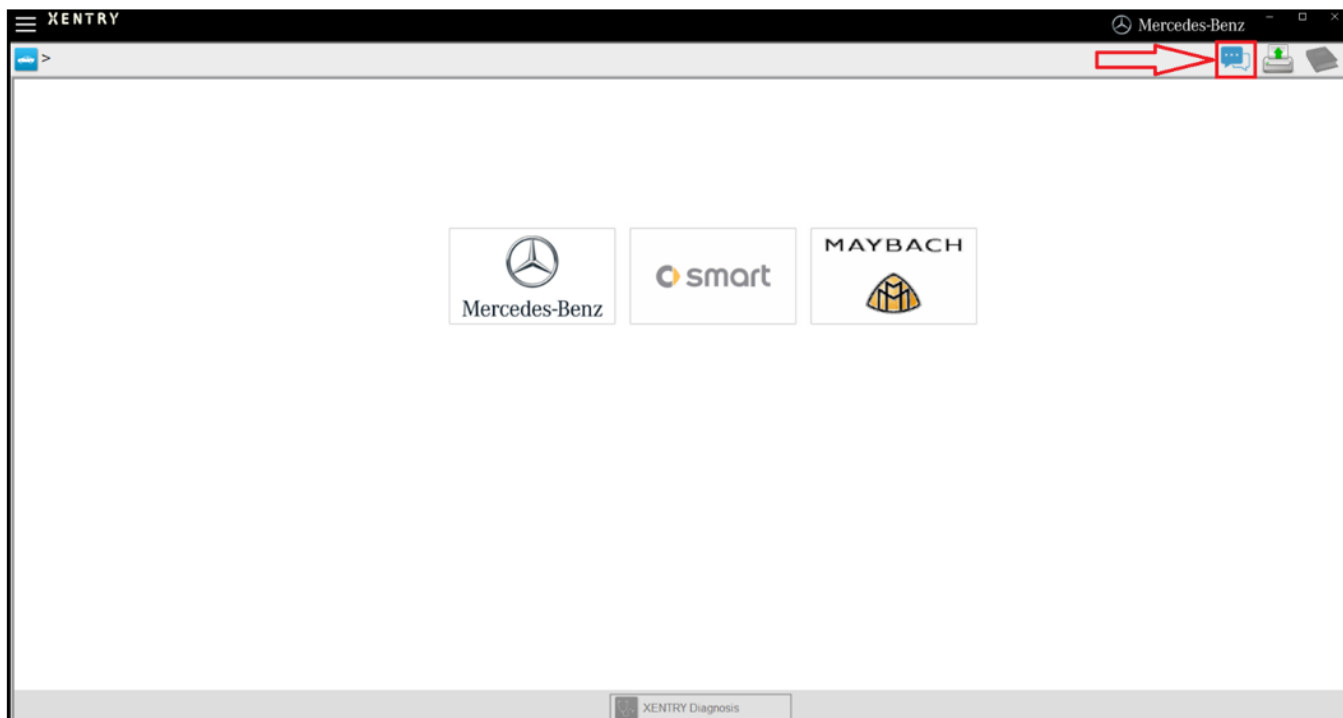 XENTRY
Mercedes-Benz
>
Mercedes-Benz
smart
MAYBACH
XENTRY Diagnosis